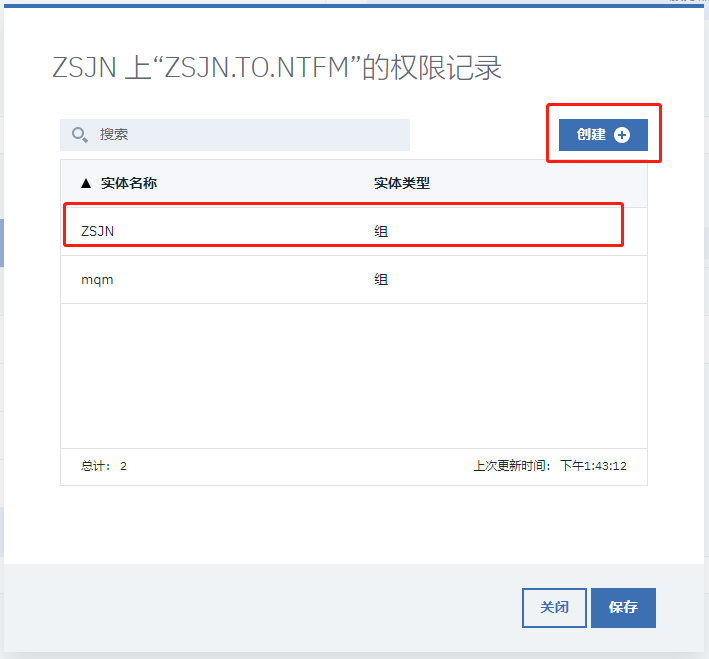 ZSJN 上“ZSJN.TO.NTFM”的权限记录
搜索
创建
▲ 实体名称 实体类型
ZSJN 组
mqm 组
总计： 2 上次更新时间： 下午1:43:12
关闭 保存